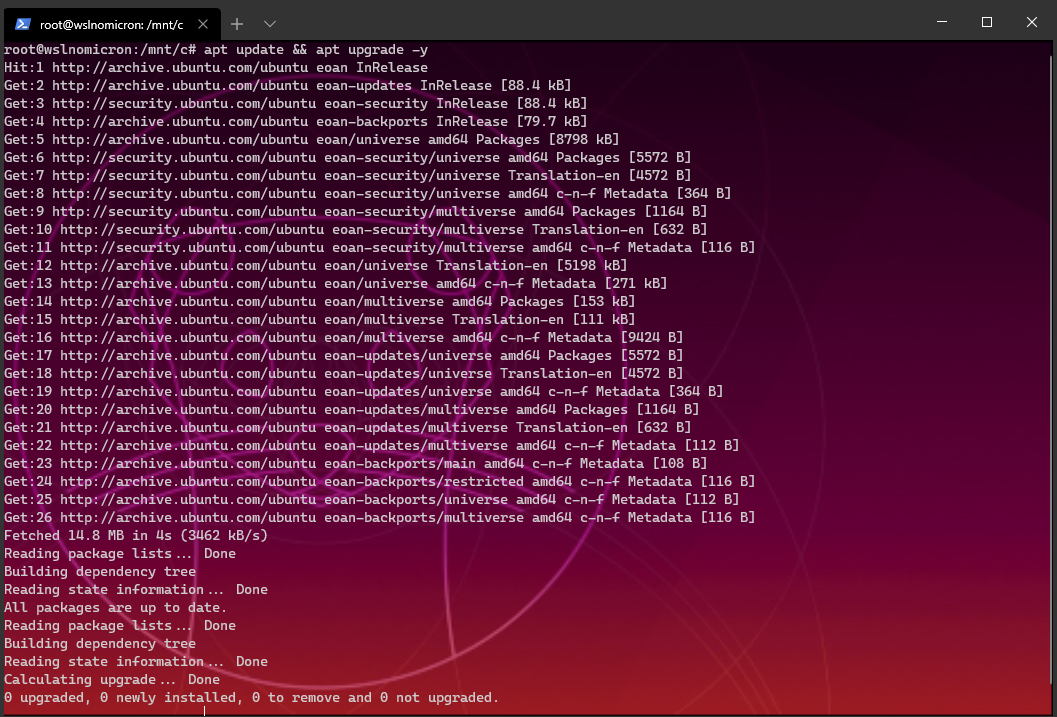 root@wslnomicron: /mnt/c
root@wslnomicron:/mnt/c# apt update && apt upgrade -y
Hit:1 http://archive.ubuntu.com/ubuntu eoan InRelease
Get:2 http://archive.ubuntu.com/ubuntu eoan-updates InRelease [88.4 kB]
Get:3 http://security.ubuntu.com/ubuntu eoan-security InRelease [88.4 kB]
Get:4 http://archive.ubuntu.com/ubuntu eoan-backports InRelease [79.7 kB]
Get:5 http://archive.ubuntu.com/ubuntu eoan/universe amd64 Packages [8798 kB]
Get:6 http://security.ubuntu.com/ubuntu eoan-security/universe amd64 Packages [5572 B]
Get:7 http://security.ubuntu.com/ubuntu eoan-security/universe Translation-en [4572 B]
Get:8 http://security.ubuntu.com/ubuntu eoan-security/universe amd64 c-n-f Metadata [364 B]
Get:9 http://security.ubuntu.com/ubuntu eoan-security/multiverse amd64 Packages [1164 B]
Get:10 http://security.ubuntu.com/ubuntu eoan-security/multiverse Translation-en [632 B]
Get:11 http://security.ubuntu.com/ubuntu eoan-security/multiverse amd64 c-n-f Metadata [116 B]
Get:12 http://archive.ubuntu.com/ubuntu eoan/universe Translation-en [5198 kB]
Get:13 http://archive.ubuntu.com/ubuntu eoan/universe amd64 c-n-f Metadata [271 kB]
Get:14 http://archive.ubuntu.com/ubuntu eoan/multiverse amd64 Packages [153 kB]
Get:15 http://archive.ubuntu.com/ubuntu eoan/multiverse Translation-en [111 kB]
Get:16 http://archive.ubuntu.com/ubuntu eoan/multiverse amd64 c-n-f Metadata [9424 B]
Get:17 http://archive.ubuntu.com/ubuntu eoan-updates/universe amd64 Packages [5572 B]
Get:18 http://archive.ubuntu.com/ubuntu eoan-updates/universe Translation-en [4572 B]
Get:19 http://archive.ubuntu.com/ubuntu eoan-updates/universe amd64 c-n-f Metadata [364 B]
Get:20 http://archive.ubuntu.com/ubuntu eoan-updates/multiverse amd64 Packages [1164 B]
Get:21 http://archive.ubuntu.com/ubuntu eoan-updates/multiverse Translation-en [632 B]
Get:22 http://archive.ubuntu.com/ubuntu eoan-updates/multiverse amd64 c-n-f Metadata [112 B]
Get:23 http://archive.ubuntu.com/ubuntu eoan-backports/main amd64 c-n-f Metadata [108 B]
Get:24 http://archive.ubuntu.com/ubuntu eoan-backports/restricted amd64 c-n-f Metadata [116 B]
Get:25 http://archive.ubuntu.com/ubuntu eoan-backports/universe amd64 c-n-f Metadata [112 B]
Get:26 http://archive.ubuntu.com/ubuntu eoan-backports/multiverse amd64 c-n-f Metadata [116 B]
Fetched 14.8 MB in 4s (3462 kB/s)
Reading package lists... Done
Building dependency tree
Reading state information... Done
All packages are up to date.
Reading package lists... Done
Building dependency tree
Reading state information... Done
Calculating upgrade... Done
0 upgraded, 0 newly installed, 0 to remove and 0 not upgraded.